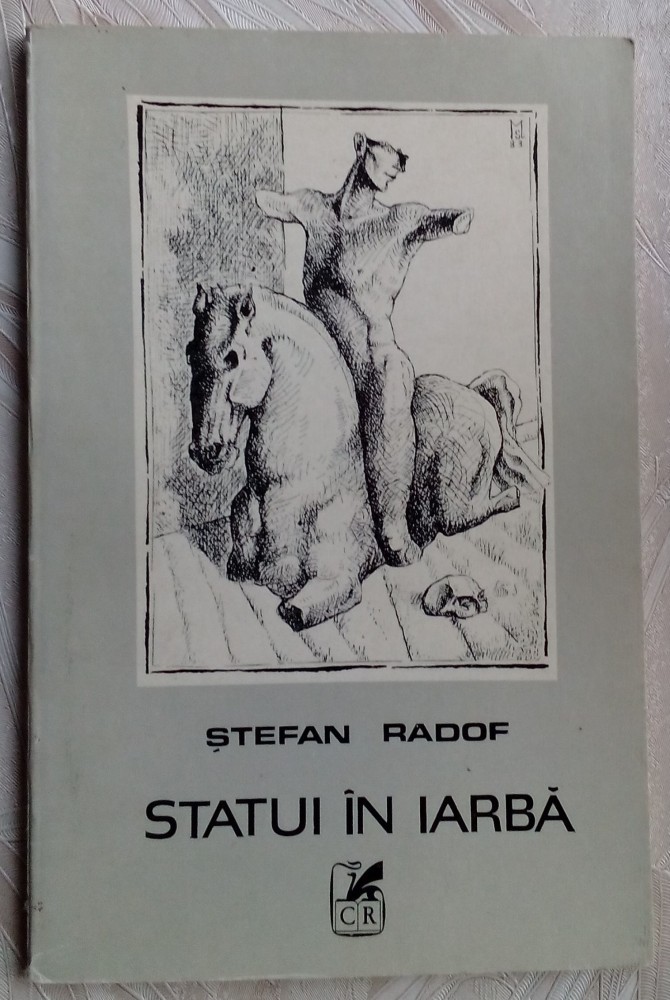 ȘTEFAN RADOF
STATUI ÎN IARBĂ
CR